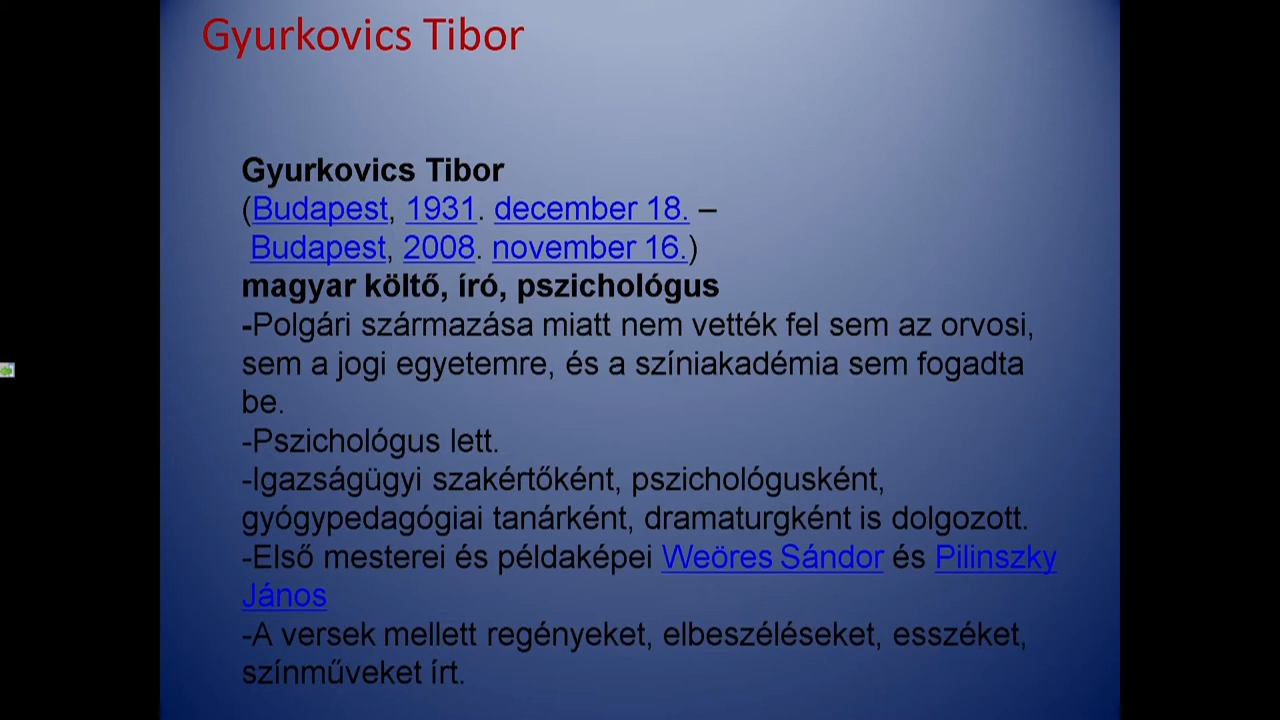 Gyurkovics Tibor
Gyurkovics Tibor
(Budapest, 1931. december 18. –
Budapest, 2008. november 16.)
magyar költő, író, pszichológus
-Polgári származása miatt nem vették fel sem az orvosi,
sem a jogi egyetemre, és a színiakadémia sem fogadta
be.
-Pszichológus lett.
-Igazságügyi szakértőként, pszichológusként,
gyógypedagógiai tanárként, dramaturgként is dolgozott.
-Első mesterei és példaképei Weöres Sándor és Pilinszky
János
-A versek mellett regényeket, elbeszéléseket, esszéket,
színműveket írt.